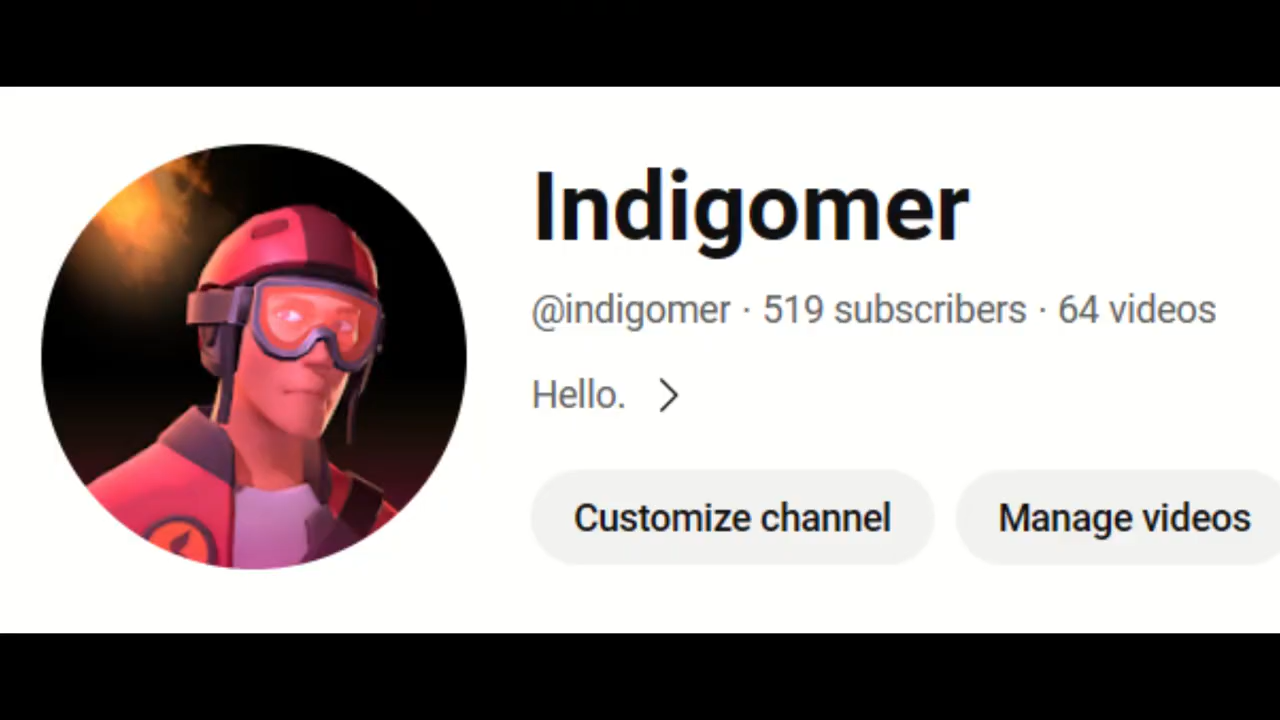 Indigomer
@indigomer · 519 subscribers · 64 videos
Hello.
Customize channel
Manage videos